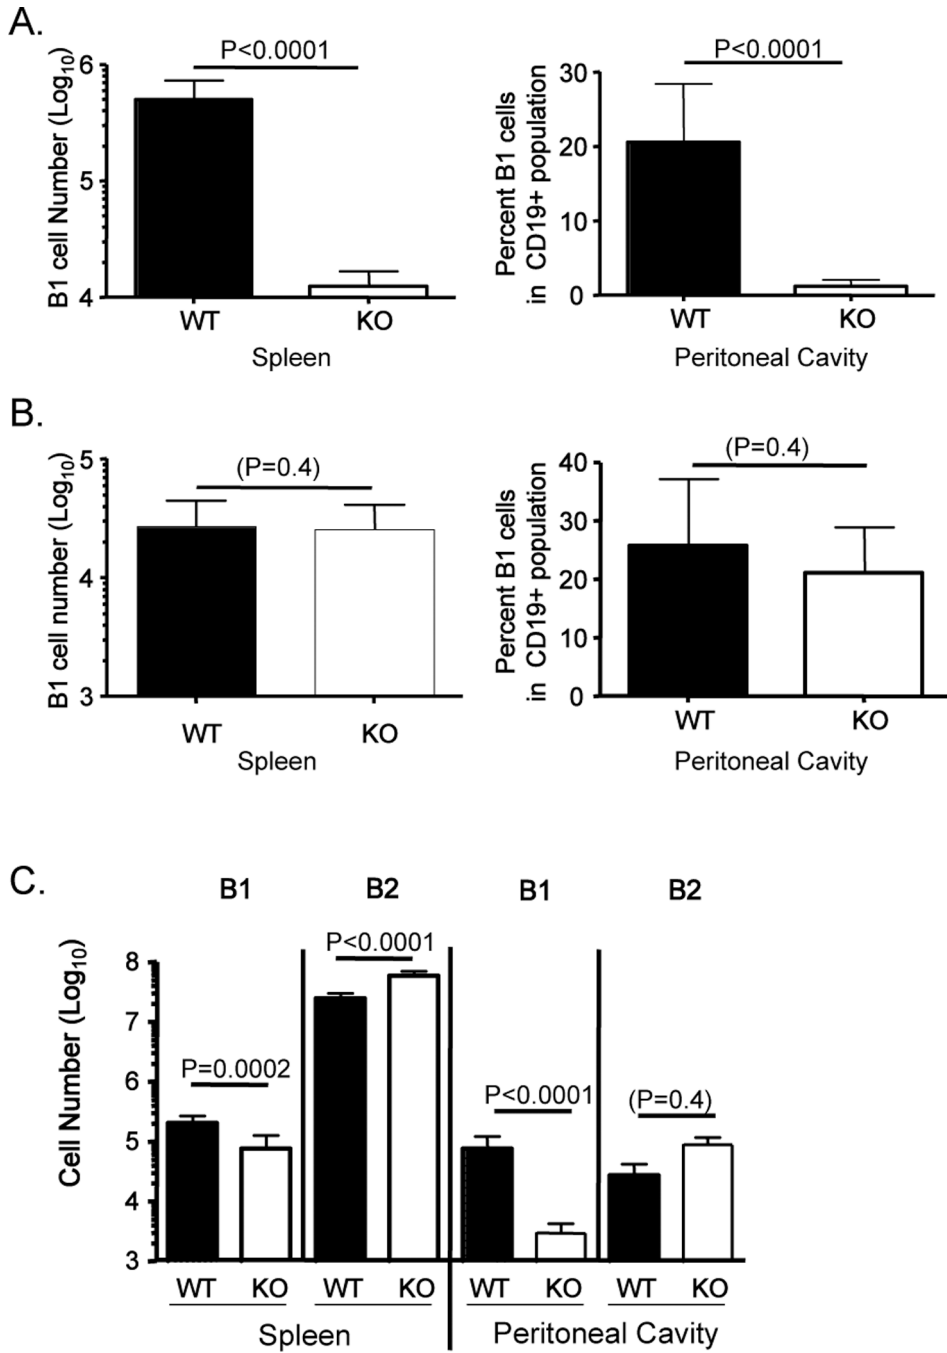 A.
P<0.0001
B1 cell Number (Log10)
6
5
4
WT KO
Spleen
P<0.0001
Percent B1 cells
in CD19+ population
30
20
10
0
WT KO
Peritoneal Cavity
B.
(P=0.4)
B1 cell number (Log10)
5
4
3
WT KO
Spleen
(P=0.4)
Percent B1 cells
in CD19+ population
40
30
20
10
0
WT KO
Peritoneal Cavity
C.
B1 B2 B1 B2
Cell Number (Log10)
8
7
6
5
4
3
P=0.0002
P<0.0001
P<0.0001
(P=0.4)
WT KO WT KO WT KO WT KO
Spleen Peritoneal Cavity